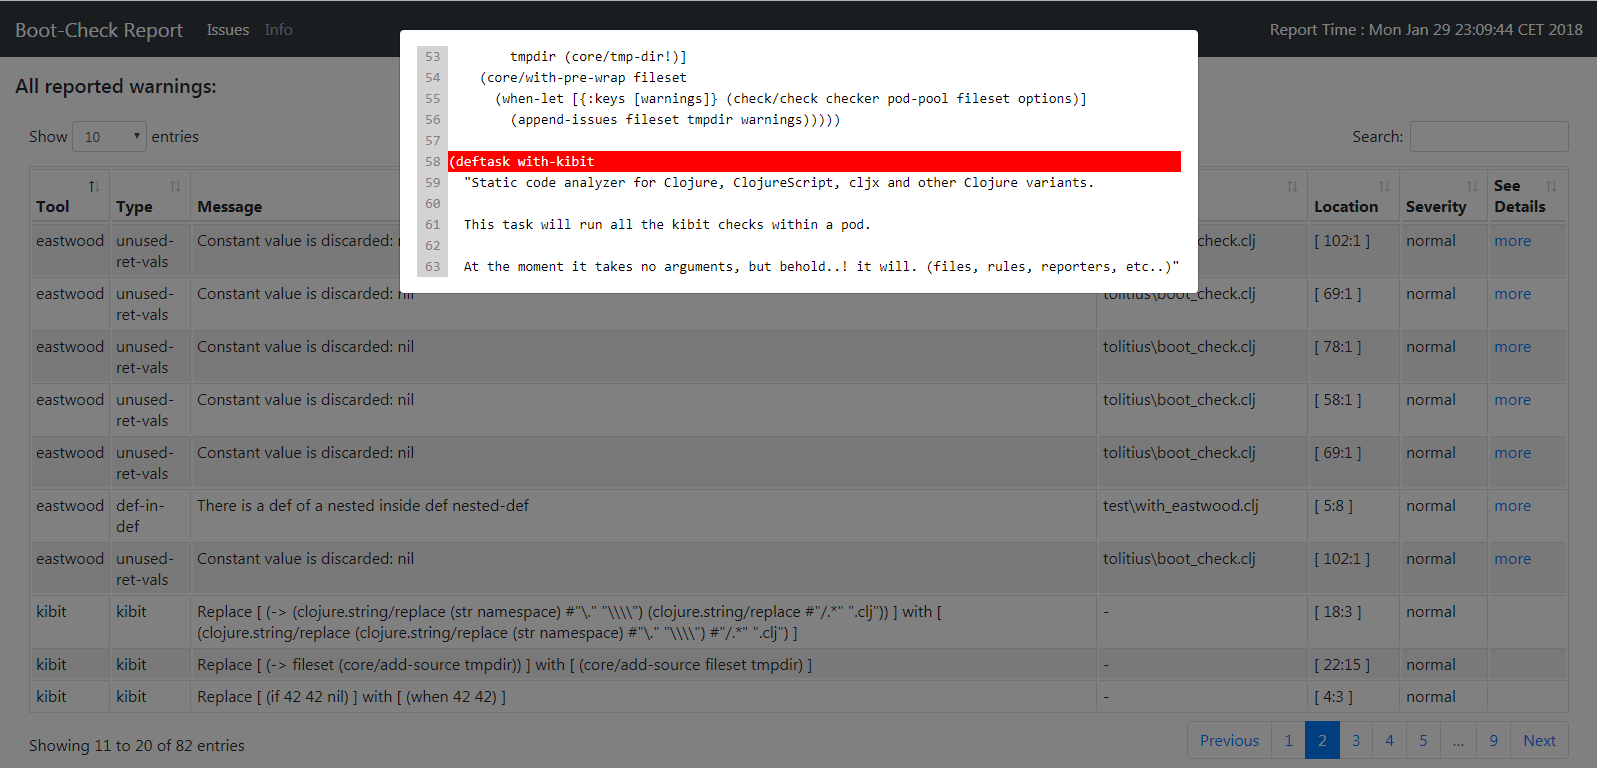 Boot-Check Report Issues Info Report Time : Mon Jan 29 23:09:44 CET 2018
All reported warnings:
Show 10 entries Search:
53 tmpdir (core/tmp-dir!)]
54 (core/with-pre-wrap fileset
55 (when-let [{:keys [warnings]} (check/check checker pod-pool fileset options)]
56 (append-issues fileset tmpdir warnings)))))
57
58 (deftask with-kibit
59 "Static code analyzer for Clojure, ClojureScript, cljx and other Clojure variants.
60
61 This task will run all the kibit checks within a pod.
62
63 At the moment it takes no arguments, but behold..! it will. (files, rules, reporters, etc..)"
See
Tool Type Message Location Severity Details
eastwood unused- Constant value is discarded: check.clj [ 102:1 ] normal more
ret-vals
eastwood unused- Constant value is discarded: nil tolitius\boot_check.clj [ 69:1 ] normal more
ret-vals
eastwood unused- Constant value is discarded: nil tolitius\boot_check.clj [ 78:1 ] normal more
ret-vals
eastwood unused- Constant value is discarded: nil tolitius\boot_check.clj [ 58:1 ] normal more
ret-vals
eastwood unused- Constant value is discarded: nil tolitius\boot_check.clj [ 69:1 ] normal more
ret-vals
eastwood def-in- There is a def of a nested inside def nested-def test\with_eastwood.clj [ 5:8 ] normal more
def
eastwood unused- Constant value is discarded: nil tolitius\boot_check.clj [ 102:1 ] normal more
ret-vals
kibit kibit Replace [ (-> (clojure.string/replace (str namespace) #"\." "\\\\") (clojure.string/replace #"/.*" ".clj")) ] with [ - [ 18:3 ] normal
(clojure.string/replace (clojure.string/replace (str namespace) #"\." "\\\\") #"/.*" ".clj") ]
kibit kibit Replace [ (-> fileset (core/add-source tmpdir)) ] with [ (core/add-source fileset tmpdir) ] - [ 22:15 ] normal
kibit kibit Replace [ (if 42 42 nil) ] with [ (when 42 42) ] - [ 4:3 ] normal
Showing 11 to 20 of 82 entries Previous 1 2 3 4 5 ... 9 Next